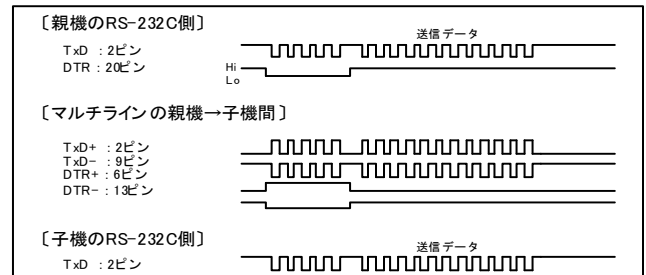 〔親機のRS-232C側〕
送信データ
TxD : 2ピン
DTR : 20ピン
Hi
Lo
〔マルチラインの親機→子機間〕
TxD+ : 2ピン
TxD- : 9ピン
DTR+ : 6ピン
DTR- : 13ピン
〔子機のRS-232C側〕
送信データ
TxD : 2ピン